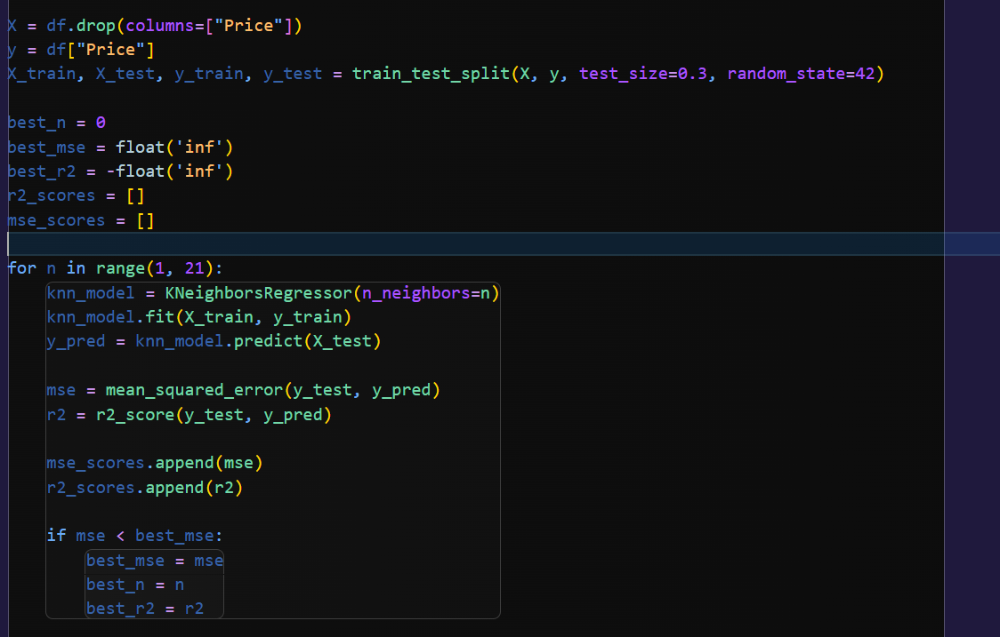 X = df.drop(columns=["Price"])
y = df["Price"]
X_train, X_test, y_train, y_test = train_test_split(X, y, test_size=0.3, random_state=42)
best_n = 0
best_mse = float('inf')
best_r2 = -float('inf')
r2_scores = []
mse_scores = []
for n in range(1, 21):
    knn_model = KNeighborsRegressor(n_neighbors=n)
    knn_model.fit(X_train, y_train)
    y_pred = knn_model.predict(X_test)
    mse = mean_squared_error(y_test, y_pred)
    r2 = r2_score(y_test, y_pred)
    mse_scores.append(mse)
    r2_scores.append(r2)
    if mse < best_mse:
        best_mse = mse
        best_n = n
        best_r2 = r2